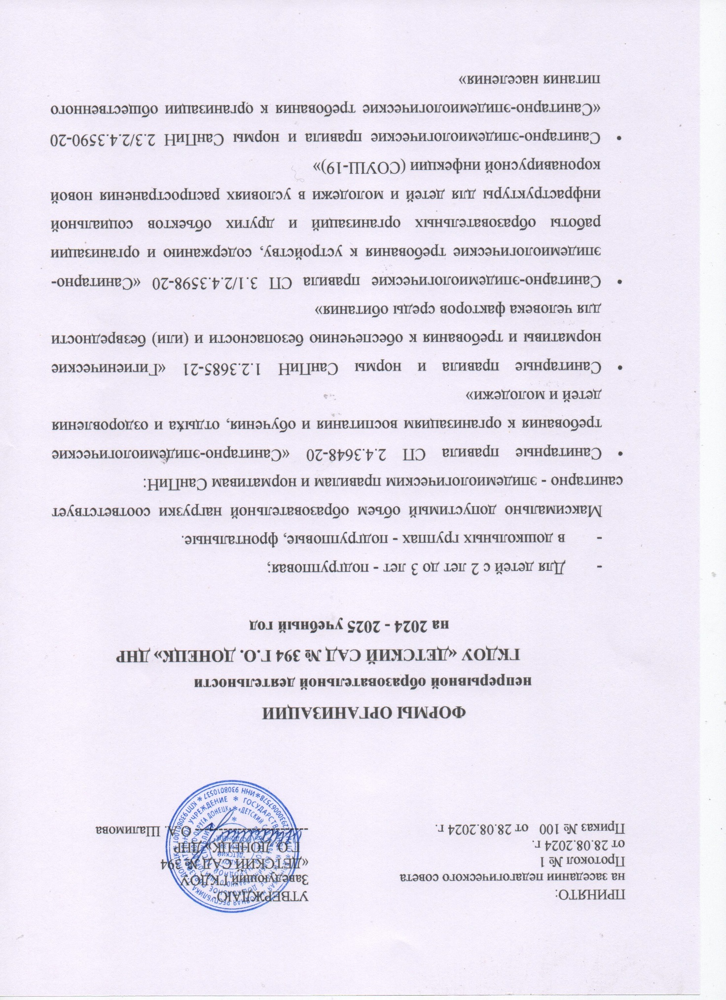 ПРИНЯТО:
на заседании педагогического совета
Протокол № 1
от 28.08.2024 г.
Приказ № 100 от 28.08.2024 г.
УТВЕРЖДАЮ:
Заведующий ГКДОУ
«ДЕТСКИЙ САД № 394
Г.О. ДОНЕЦК» ДНР
О.А. Шалимова
ФОРМЫ ОРГАНИЗАЦИИ
непрерывной образовательной деятельности
ГКДОУ «ДЕТСКИЙ САД № 394 Г.О. ДОНЕЦК» ДНР
на 2024 - 2025 учебный год
- Для детей с 2 лет до 3 лет - подгрупповая;
- в дошкольных группах - подгрупповые, фронтальные.
Максимально допустимый объем образовательной нагрузки соответствует
санитарно - эпидемиологическим правилам и нормативам СанПиН:
• Санитарные правила СП 2.4.3648-20 «Санитарно-эпидемиологические
требования к организациям воспитания и обучения, отдыха и оздоровления
детей и молодежи»
• Санитарные правила и нормы СанПиН 1.2.3685-21 «Гигиенические
нормативы и требования к обеспечению безопасности и (или) безвредности
для человека факторов среды обитания»
• Санитарно-эпидемиологические правила СП 3.1/2.4.3598-20 «Санитарно-
эпидемиологические требования к устройству, содержанию и организации
работы образовательных организаций и других объектов социальной
инфраструктуры для детей и молодежи в условиях распространения новой
коронавирусной инфекции (СОУШ-19)»
• Санитарно-эпидемиологические правила и нормы СанПиН 2.3/2.4.3590-20
«Санитарно-эпидемиологические требования к организации общественного
питания населения»